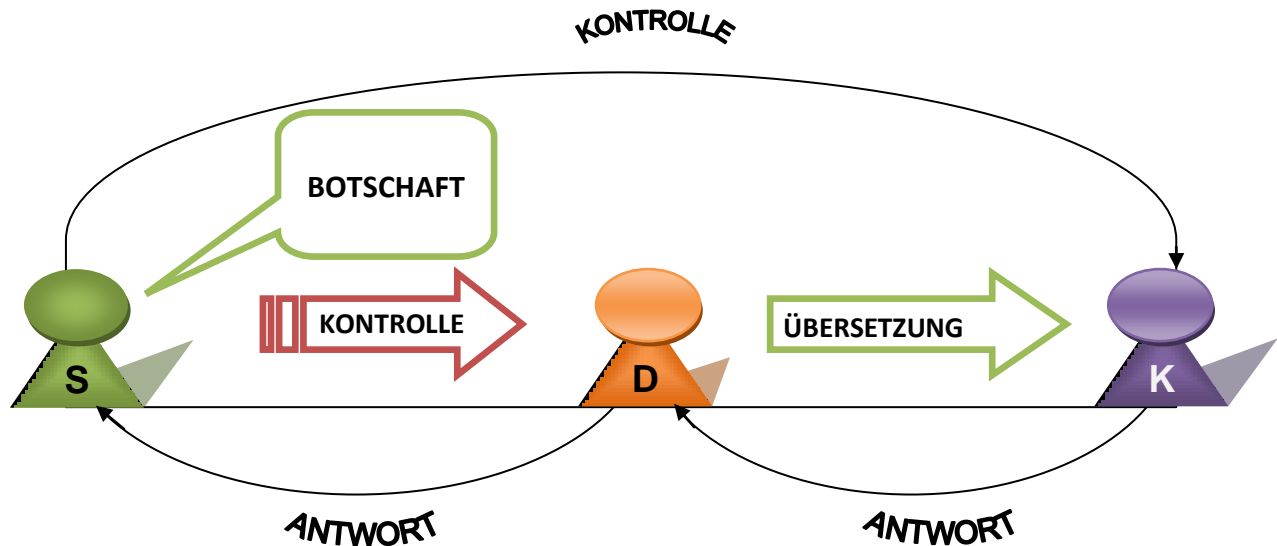 KONTROLLE
BOTSCHAFT
KONTROLLE
ÜBERSETZUNG
S
D
K
ANTWORT
ANTWORT